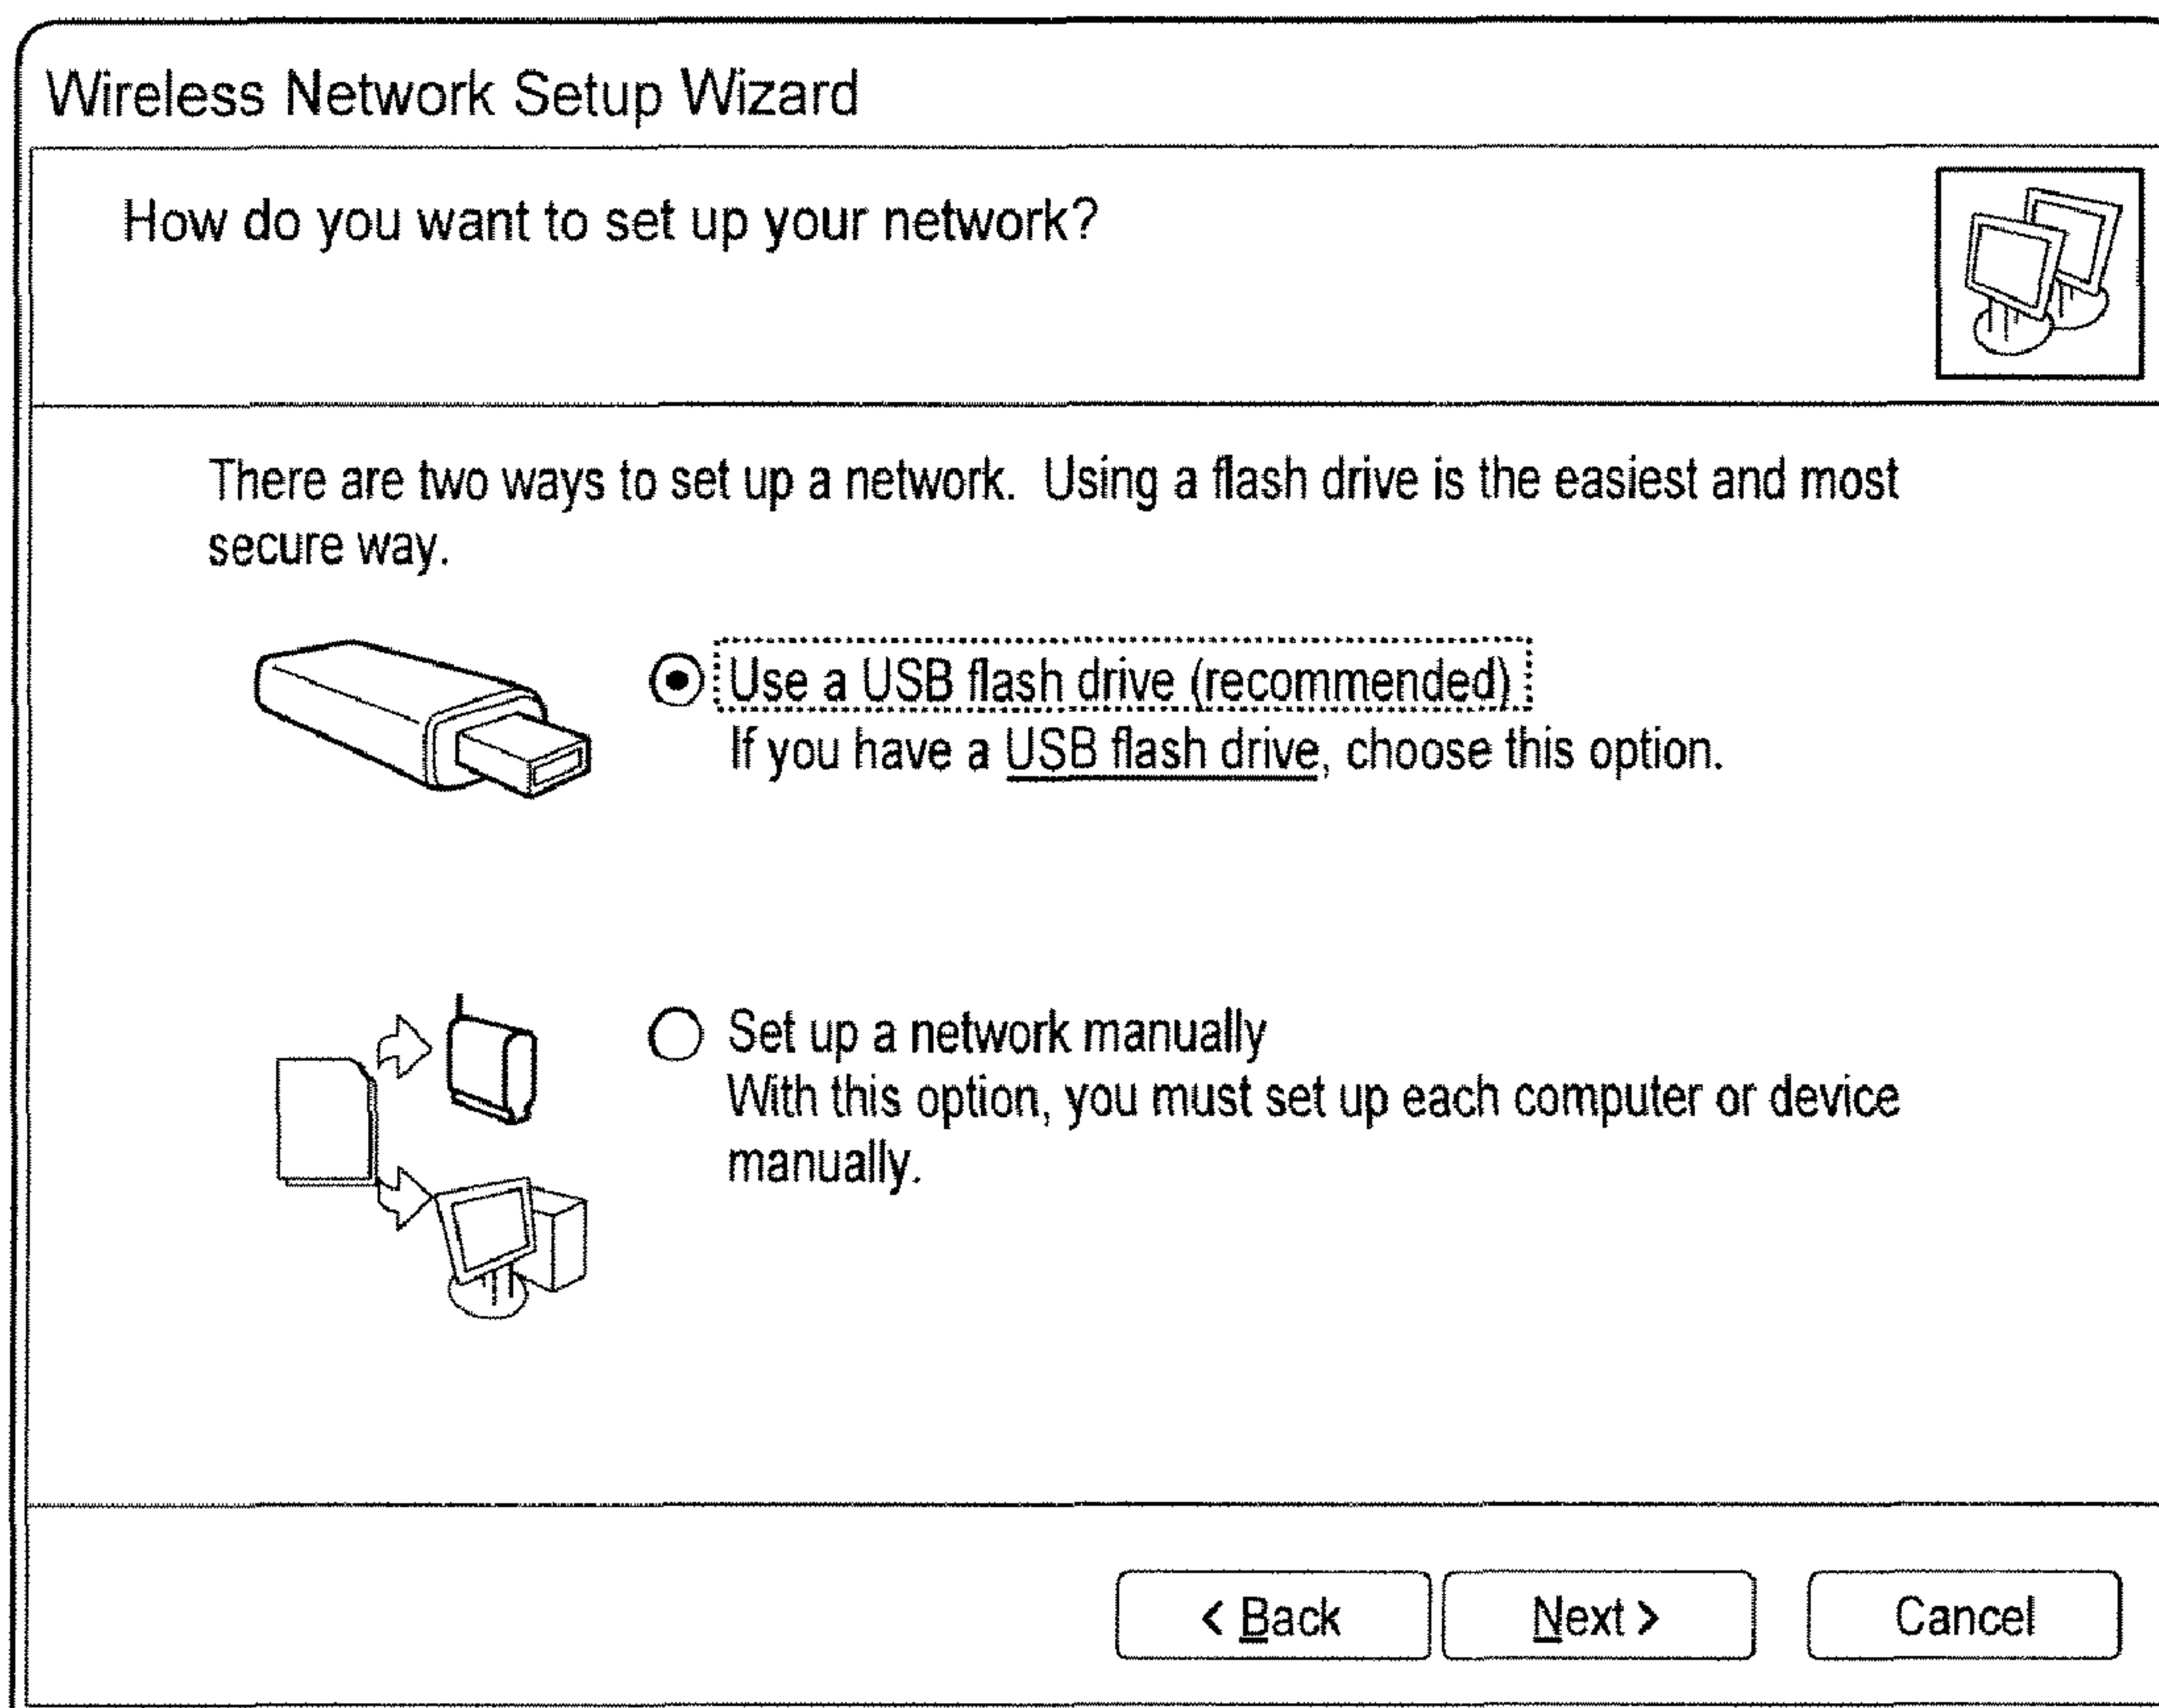 Wireless Network Setup Wizard
How do you want to set up your network?
There are two ways to set up a network. Using a flash drive is the easiest and most
secure way.
Use a USB flash drive (recommended)
If you have a USB flash drive, choose this option.
Set up a network manually
With this option, you must set up each computer or device
manually.
< Back
Next >
Cancel